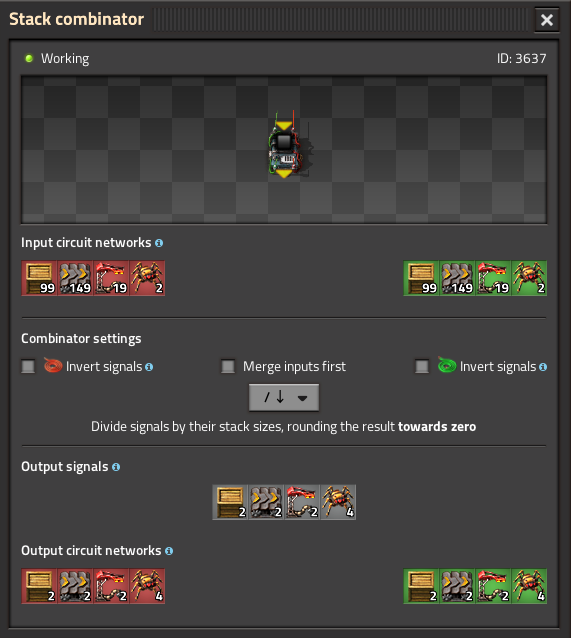 Stack combinator
Working ID: 3637
Input circuit networks
99 149 19 2 99 149 19 2
Combinator settings
Invert signals Merge inputs first Invert signals
/ ↓
Divide signals by their stack sizes, rounding the result towards zero
Output signals
2 2 2 4
Output circuit networks
2 2 2 4 2 2 2 4